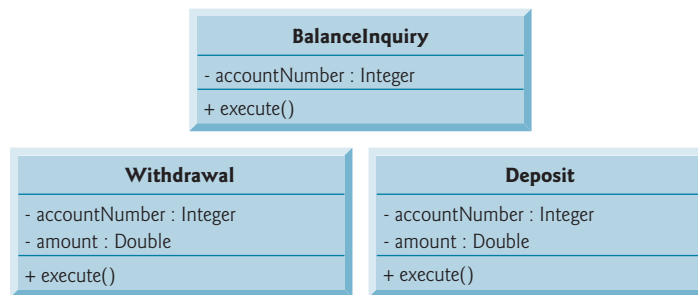 BalanceInquiry
- accountNumber : Integer
+ execute()
Withdrawal
- accountNumber : Integer
- amount : Double
+ execute()
Deposit
- accountNumber : Integer
- amount : Double
+ execute()